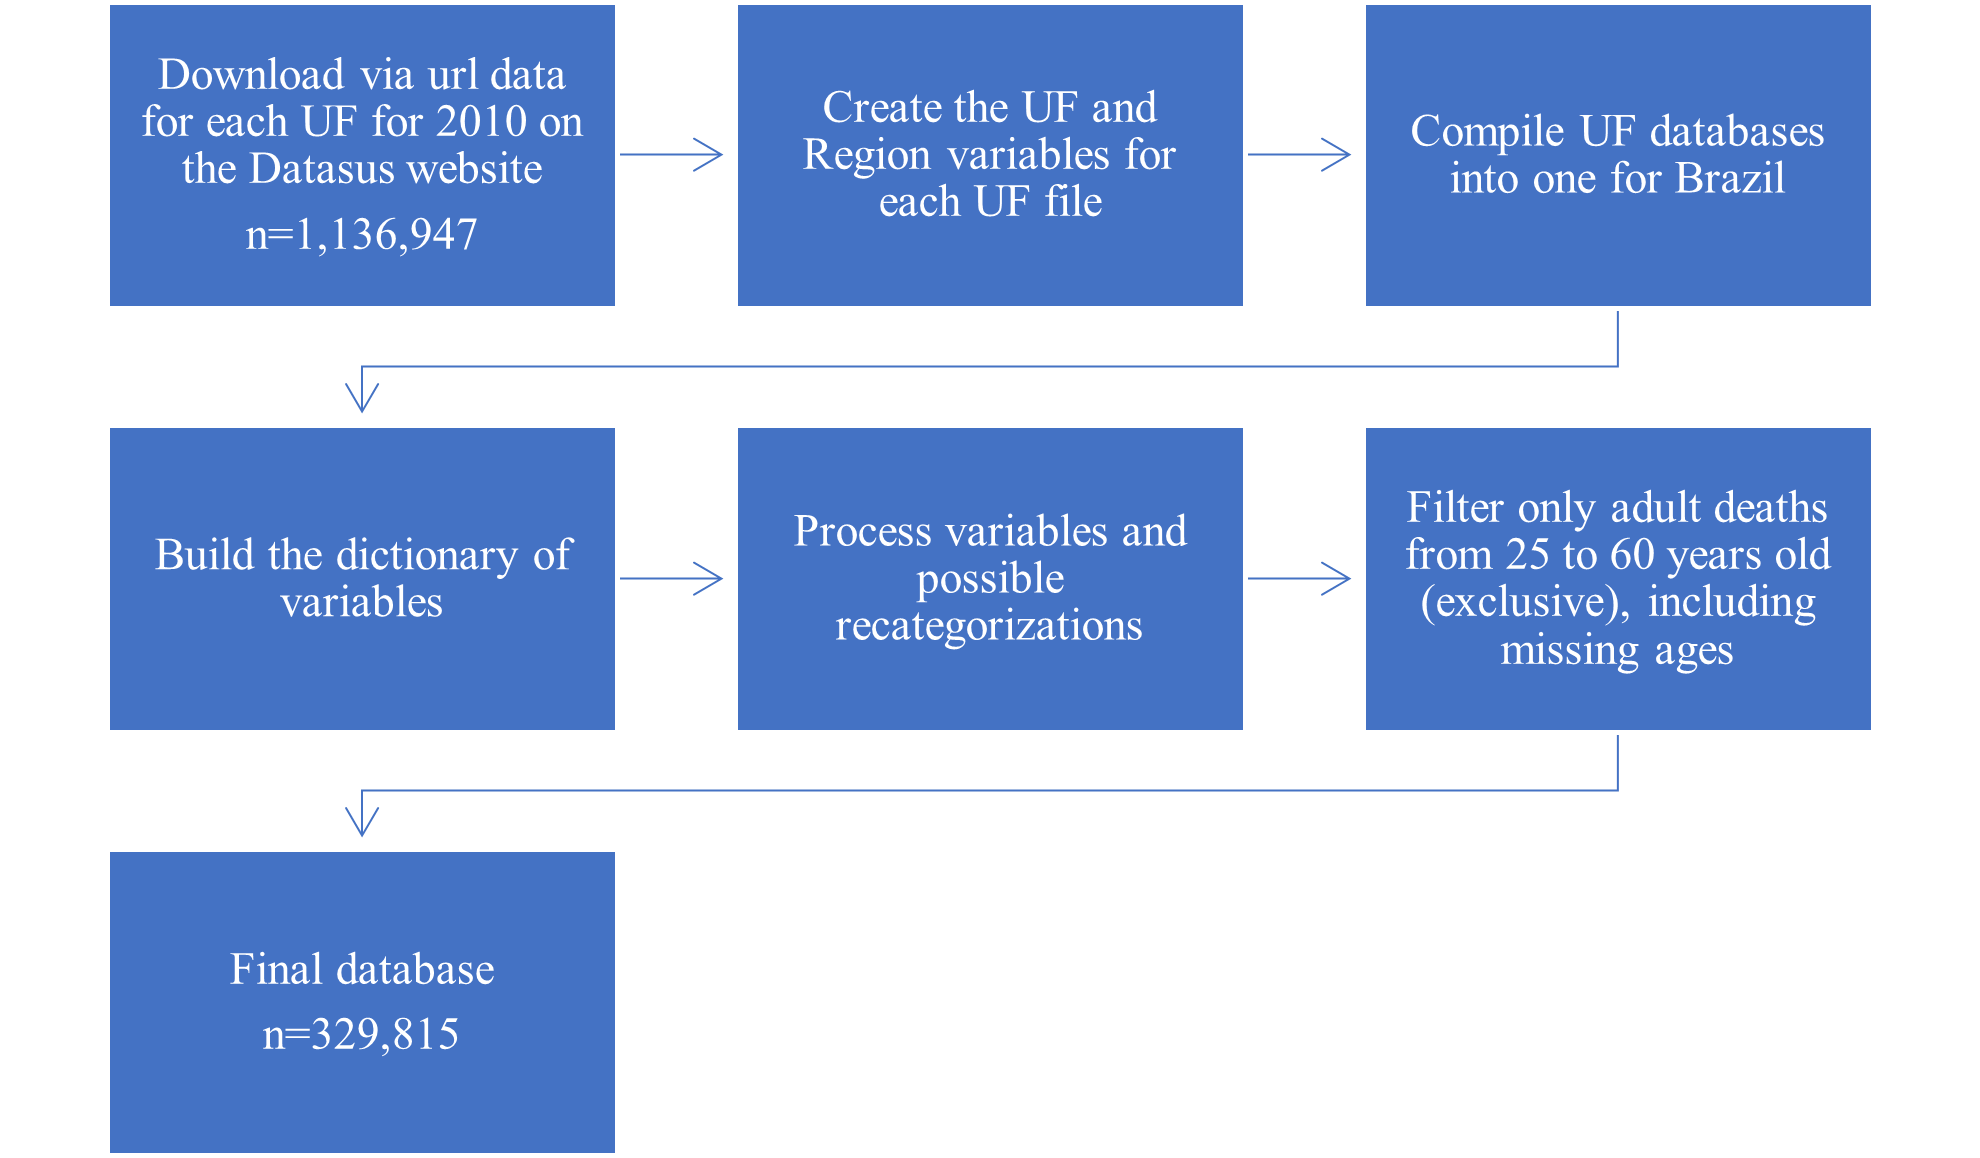 Download via url data
for each UF for 2010 on
the Datasus website
n=1,136,947
Create the UF and
Region variables for
each UF file
Compile UF databases
into one for Brazil
Build the dictionary of
variables
Process variables and
possible
recategorizations
Filter only adult deaths
from 25 to 60 years old
(exclusive), including
missing ages
Final database
n=329,815